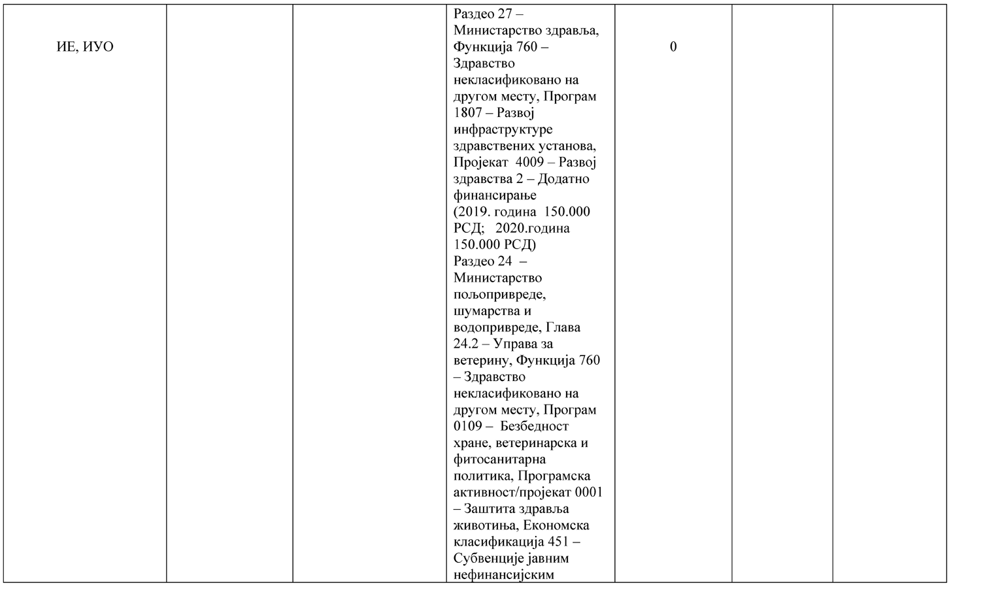 ИЕ, ИУО
Раздео 27 –
Министарство здравља,
Функција 760 –
Здравство
некласификовано на
другом месту, Програм
1807 – Развој
инфраструктуре
здравствених установа,
Пројекат  4009 – Развој
здравства 2 – Додатно
финансирање
(2019. година  150.000
РСД;   2020.година
150.000 РСД)
Раздео 24  –
Министарство
пољопривреде,
шумарства и
водопривреде, Глава
24.2 – Управа за
ветерину, Функција 760
– Здравство
некласификовано на
другом месту, Програм
0109 –  Безбедност
хране, ветеринарска и
фитосанитарна
политика, Програмска
активност/пројекат 0001
– Заштита здравља
животиња, Економска
класификација 451 –
Субвенције јавним
нефинансијским
0